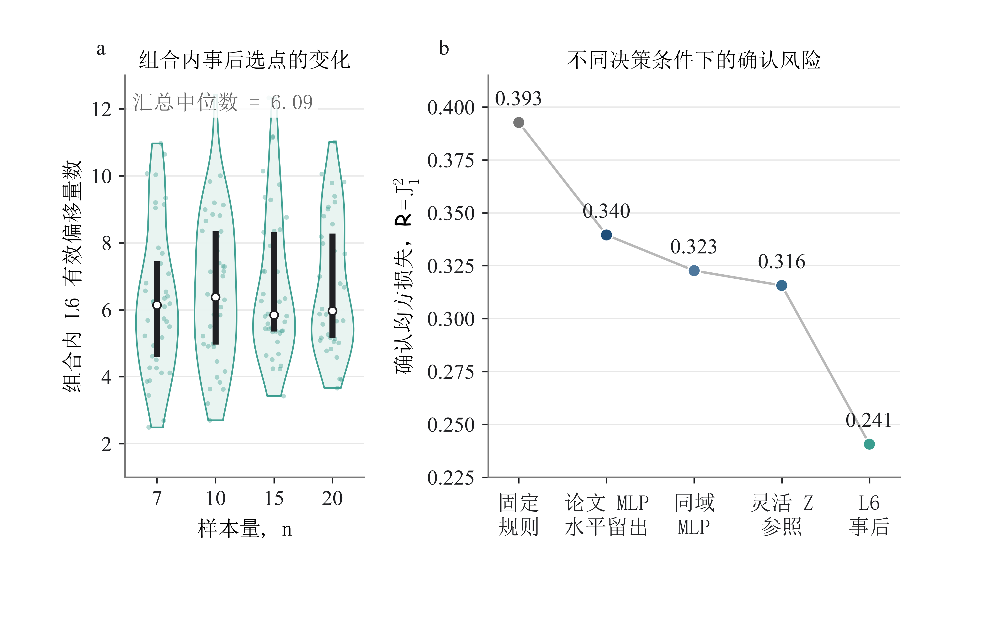 a
组合内事后选点的变化
汇总中位数 = 6.09
组合内 L6 有效偏移量数
12
10
8
6
4
2
7 10 15 20
样本量, n
b
不同决策条件下的确认风险
确认均方损失, R = J₁²
0.400
0.375
0.350
0.325
0.300
0.275
0.250
0.225
0.393
0.340
0.323
0.316
0.241
固定
规则
论文 MLP
水平留出
同域
MLP
灵活 Z
参照
L6
事后